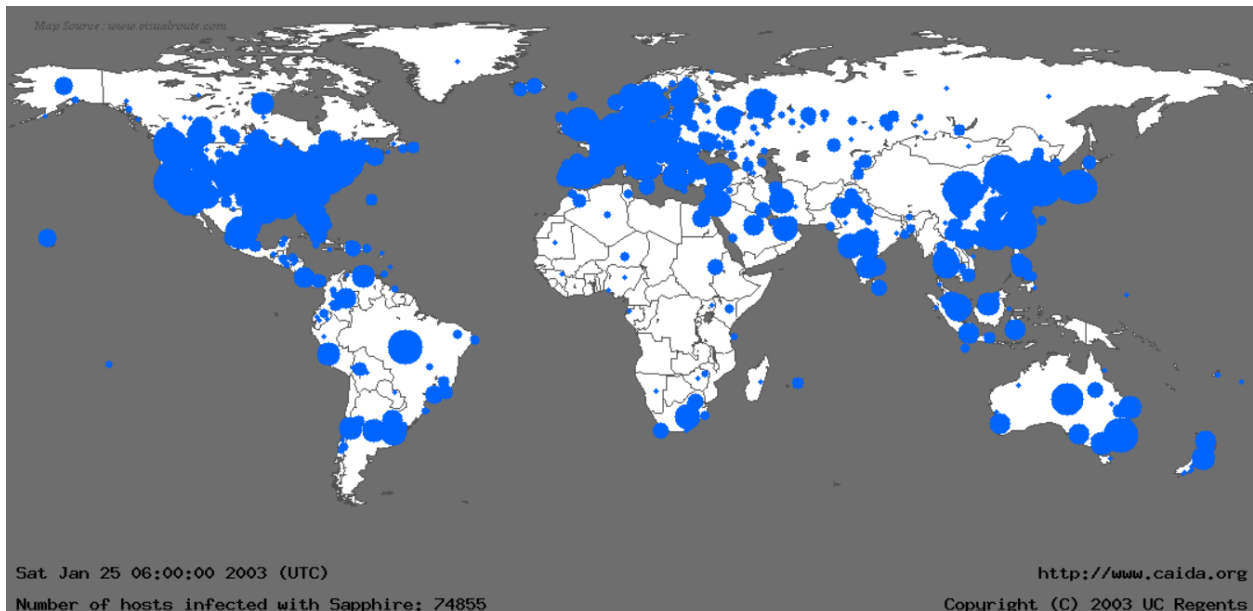 Map Source : www.visualroute.com
Sat Jan 25 06:00:00 2003 (UTC)
http://www.caida.org
Number of hosts infected with Sapphire: 74855
Copyright (C) 2003 UC Regents